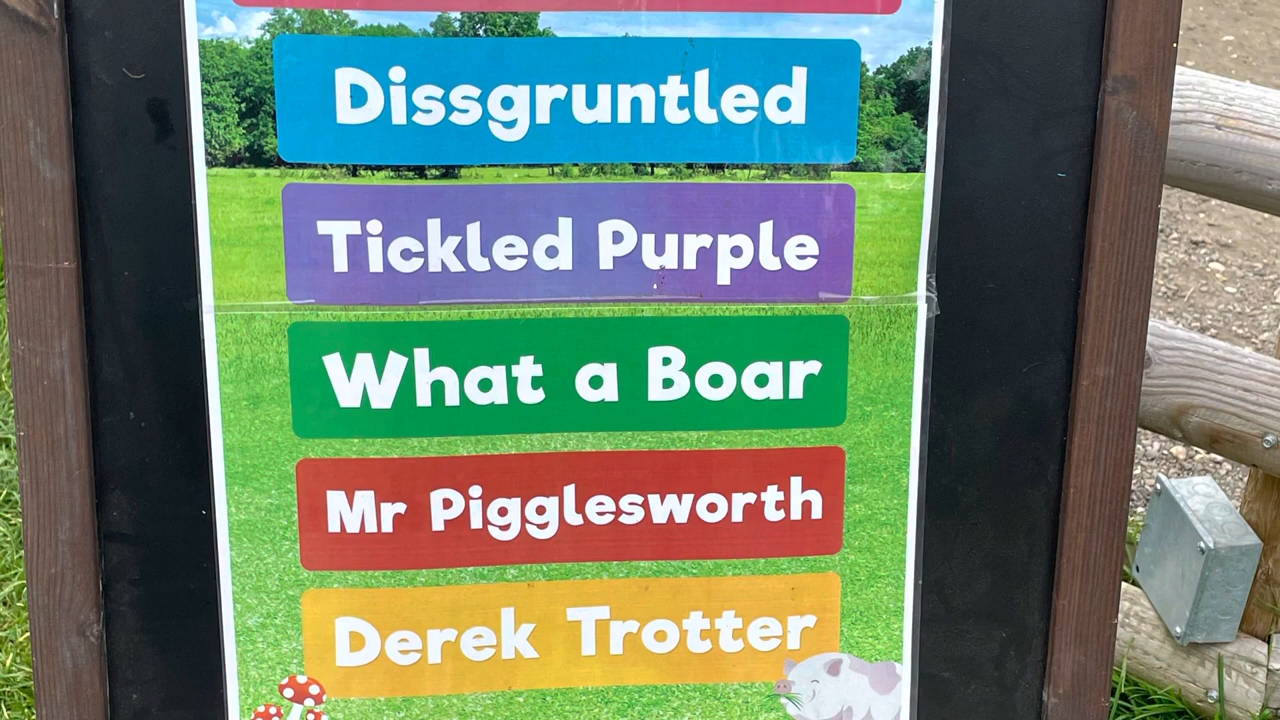 Dissgruntled
Tickled Purple
What a Boar
Mr Pigglesworth
Derek Trotter